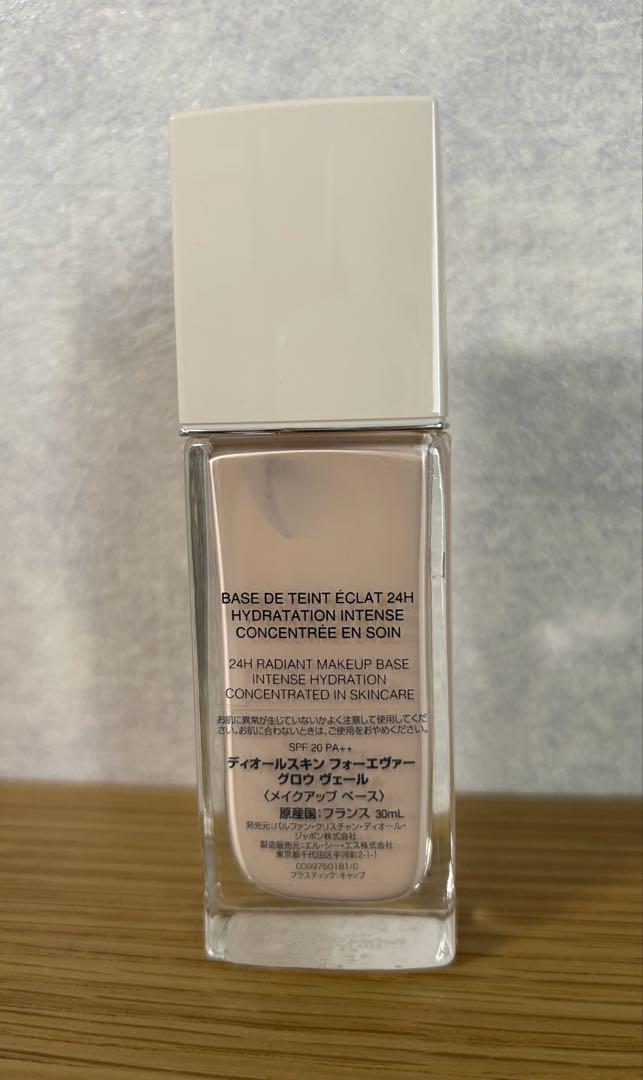 BASE DE TEINT ÉCLAT 24H
HYDRATATION INTENSE
CONCENTRÉE EN SOIN
24H RADIANT MAKEUP BASE
INTENSE HYDRATION
CONCENTRATED IN SKINCARE
お肌に異常が生じていないかよく注意して使用してくだ
さい。お肌に合わないときは、ご使用をおやめください。
SPF 20 PA++
ディオールスキン フォーエヴァー
グロウ ヴェール
〈メイクアップ ベース〉
原産国:フランス 30mL
発売元:パルファン・クリスチャン・ディオール・
ジャポン株式会社
製造販売元:エル・シー・エス株式会社
東京都千代田区平河町2-1-1
CD99750181/C
プラスティック:キャップ